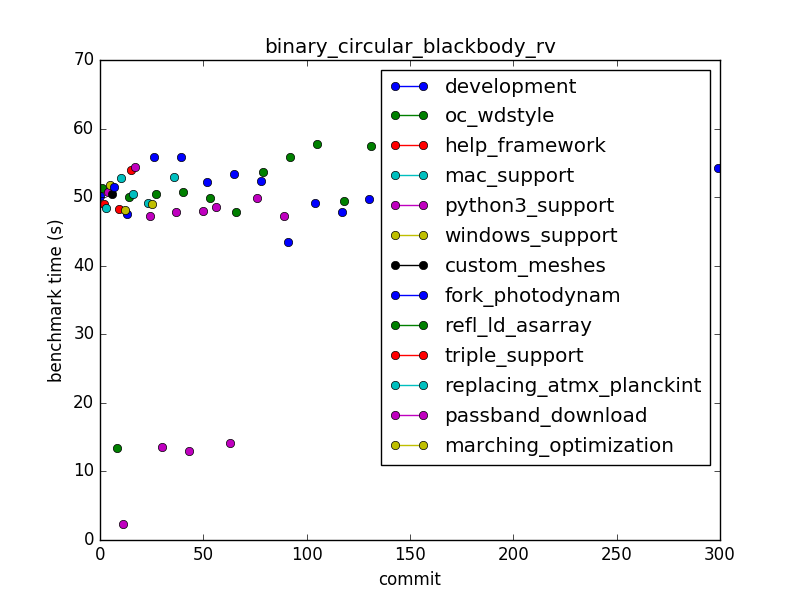 binary_circular_blackbody_rv
benchmark time (s)
70
60
50
40
30
20
10
0
development
oc_wdstyle
help_framework
mac_support
python3_support
windows_support
custom_meshes
fork_photodynam
refl_ld_asarray
triple_support
replacing_atmx_planckint
passband_download
marching_optimization
0 50 100 150 200 250 300
commit